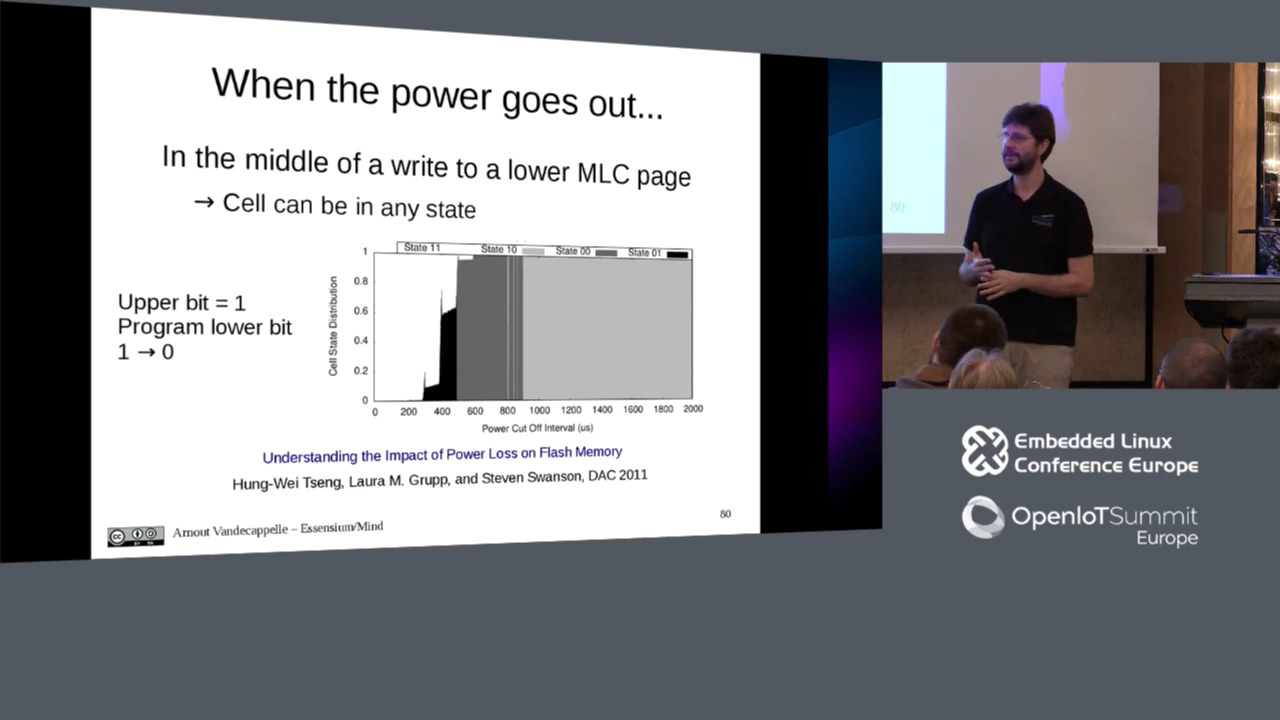 When the power goes out...
In the middle of a write to a lower MLC page
→ Cell can be in any state
Upper bit = 1
Program lower bit
1 → 0
State 11 State 10 State 00 State 01
Cell State Distribution
1
0.8
0.6
0.4
0.2
0
0 200 400 600 800 1000 1200 1400 1600 1800 2000
Power Cut Off Interval (us)
Understanding the Impact of Power Loss on Flash Memory
Hung-Wei Tseng, Laura M. Grupp, and Steven Swanson, DAC 2011
cc BY SA
Arnout Vandecappelle – Essensium/Mind
80
80
Embedded Linux
Conference Europe
OpenIoTSummit
Europe